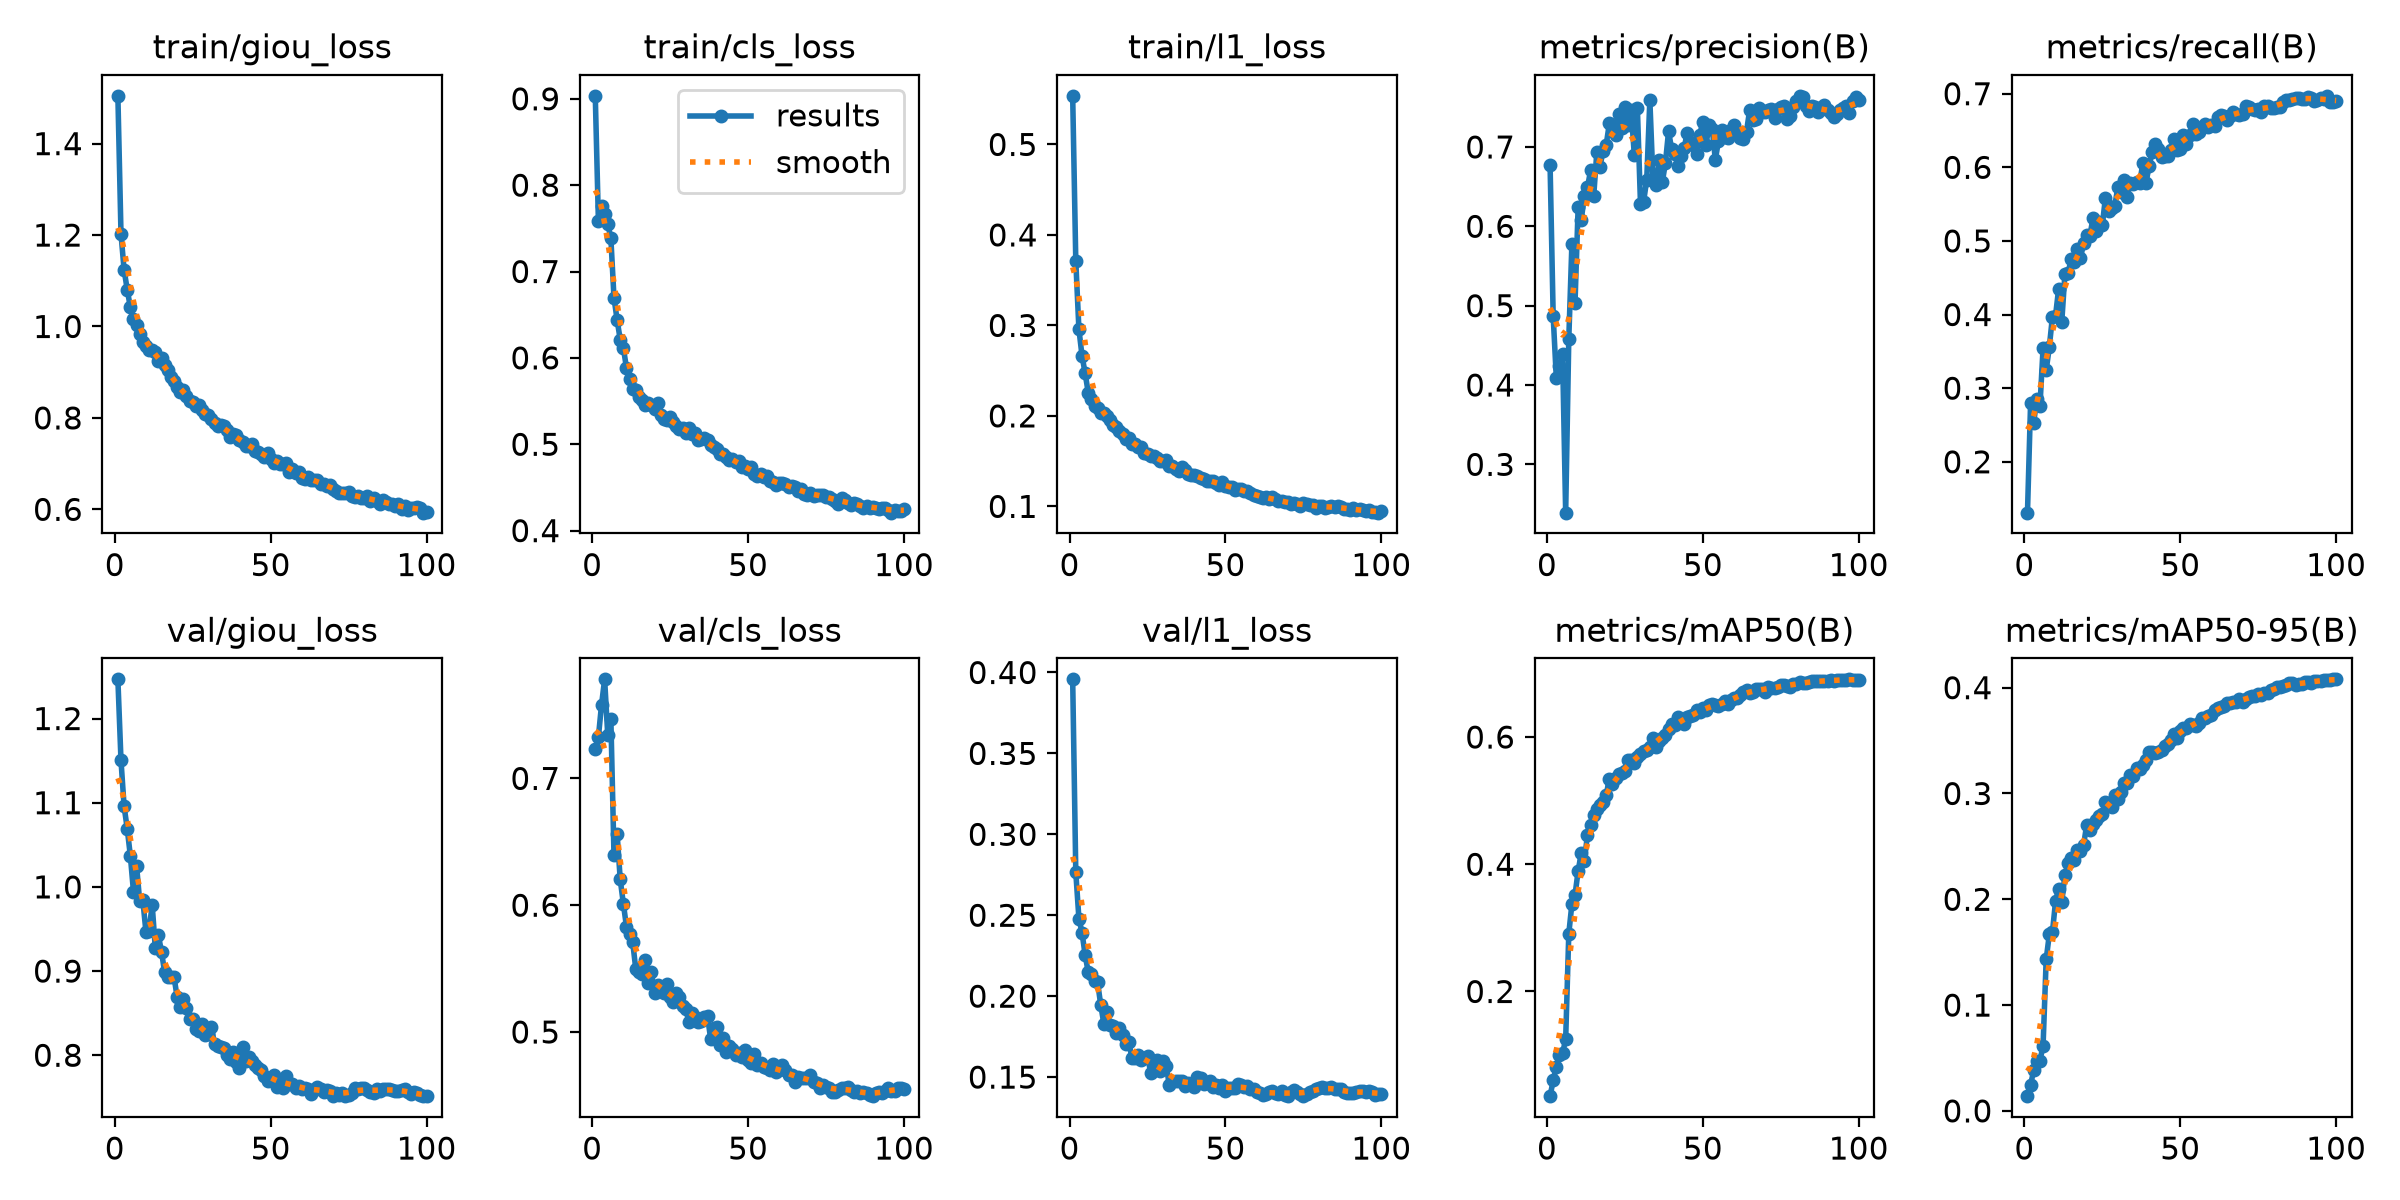 train/giou_loss
1.4
1.2
1.0
0.8
0.6
0 50 100
train/cls_loss
results
smooth
0.9
0.8
0.7
0.6
0.5
0.4
0 50 100
train/l1_loss
0.5
0.4
0.3
0.2
0.1
0 50 100
metrics/precision(B)
0.7
0.6
0.5
0.4
0.3
0 50 100
metrics/recall(B)
0.7
0.6
0.5
0.4
0.3
0.2
0 50 100
val/giou_loss
1.2
1.1
1.0
0.9
0.8
0 50 100
val/cls_loss
0.7
0.6
0.5
0 50 100
val/l1_loss
0.40
0.35
0.30
0.25
0.20
0.15
0 50 100
metrics/mAP50(B)
0.6
0.4
0.2
0 50 100
metrics/mAP50-95(B)
0.4
0.3
0.2
0.1
0.0
0 50 100